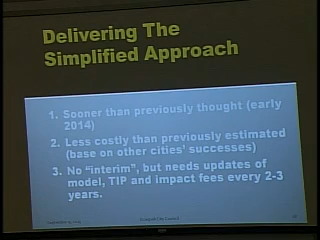 Delivering The
Simplified Approach
1. Sooner than previously thought (early
2014)
2. Less costly than previously estimated
(base on other cities' successes)
3. No "interim", but needs updates of
model, TIP and impact fees every 2-3
years.